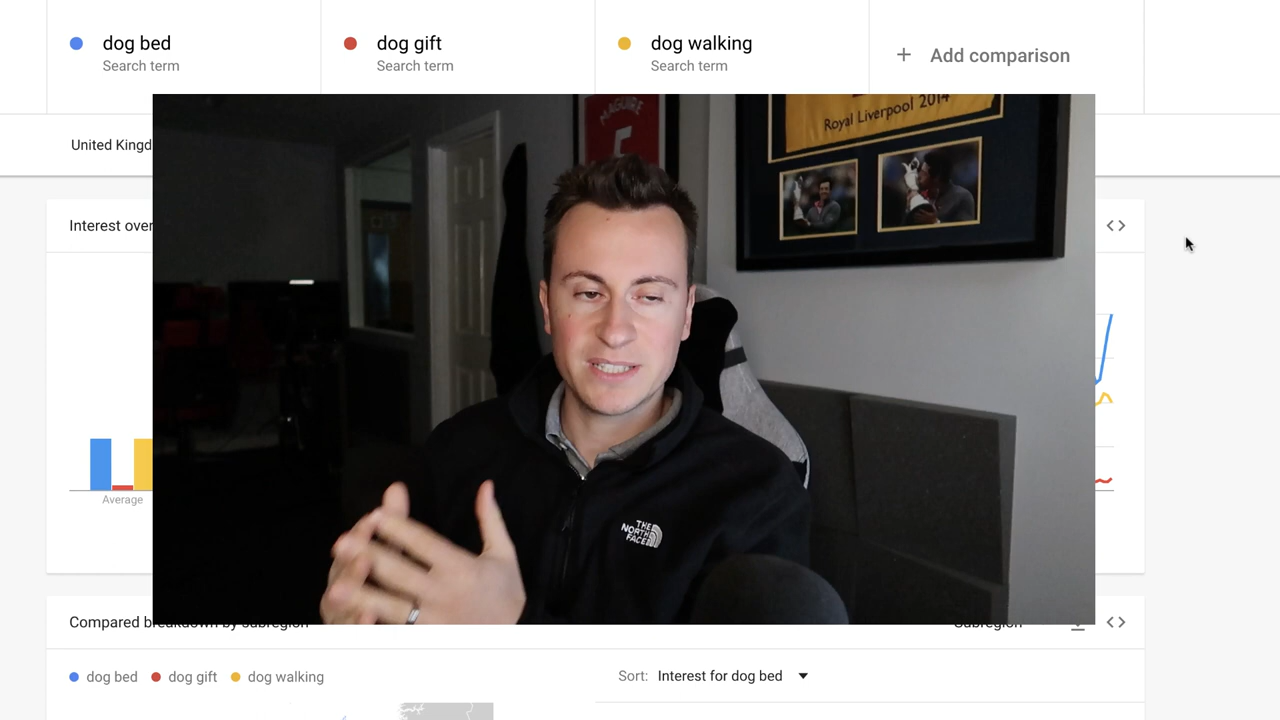 dog bed
Search term
dog gift
Search term
dog walking
Search term
+ Add comparison
United Kingd
Interest over
MAGUIRE
5
Royal Liverpool 2014
Average
THE
NORTH
FACE
Compared breakdown by subregion
Subregion
dog bed
dog gift
dog walking
Sort: Interest for dog bed